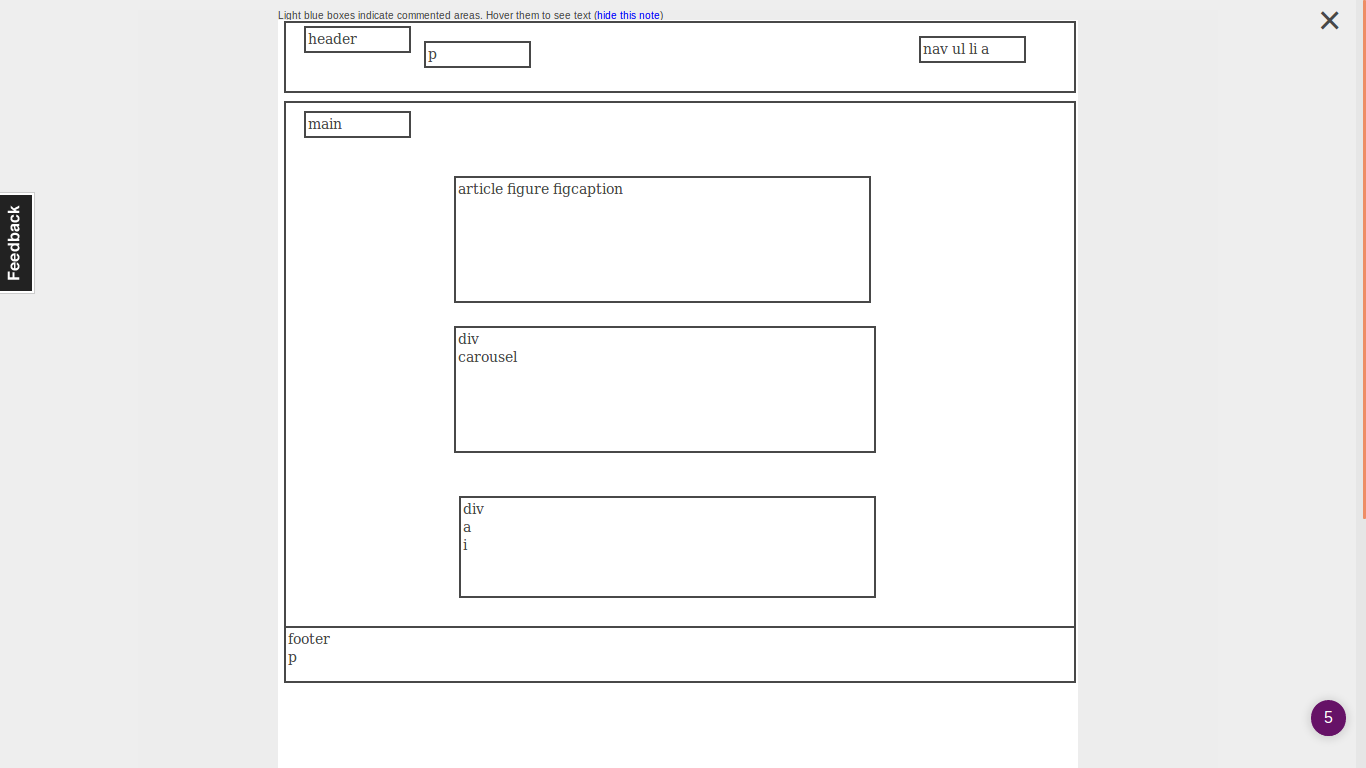 Light blue boxes indicate commented areas. Hover them to see text (hide this note)
header
p
nav ul li a
main
article figure figcaption
div
carousel
div
a
i
footer
p
Feedback
5